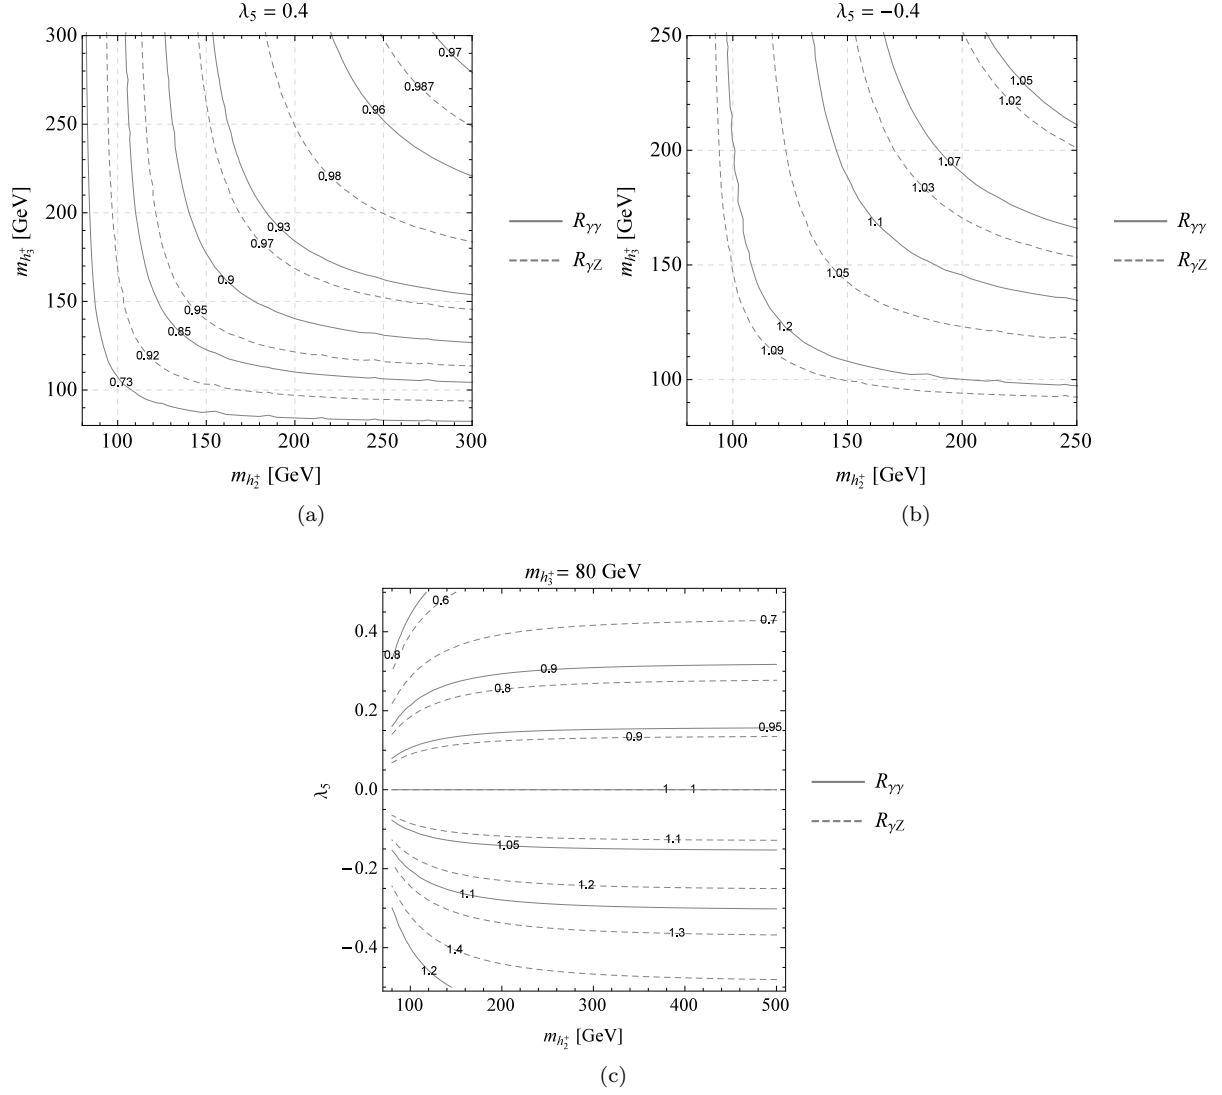 λ₅ = 0.4
300
250
200
150
100
100 150 200 250 300
m_{h₃⁺} [GeV]
m_{h₂⁺} [GeV]
0.97
0.987
0.96
0.98
0.93
0.97
0.9
0.95
0.85
0.92
0.73
R_{γγ}
R_{γZ}
(a)
λ₅ = −0.4
250
200
150
100
100 150 200 250
m_{h₃⁺} [GeV]
m_{h₂⁺} [GeV]
1.05
1.02
1.07
1.03
1.1
1.05
1.2
1.09
R_{γγ}
R_{γZ}
(b)
m_{h₃⁺} = 80 GeV
0.4
0.2
0.0
−0.2
−0.4
100 200 300 400 500
λ₅
m_{h₂⁺} [GeV]
0.6
0.7
0.8
0.9
0.8
0.95
0.9
1 1
1.1
1.05
1.2
1.1
1.3
1.4
1.2
R_{γγ}
R_{γZ}
(c)